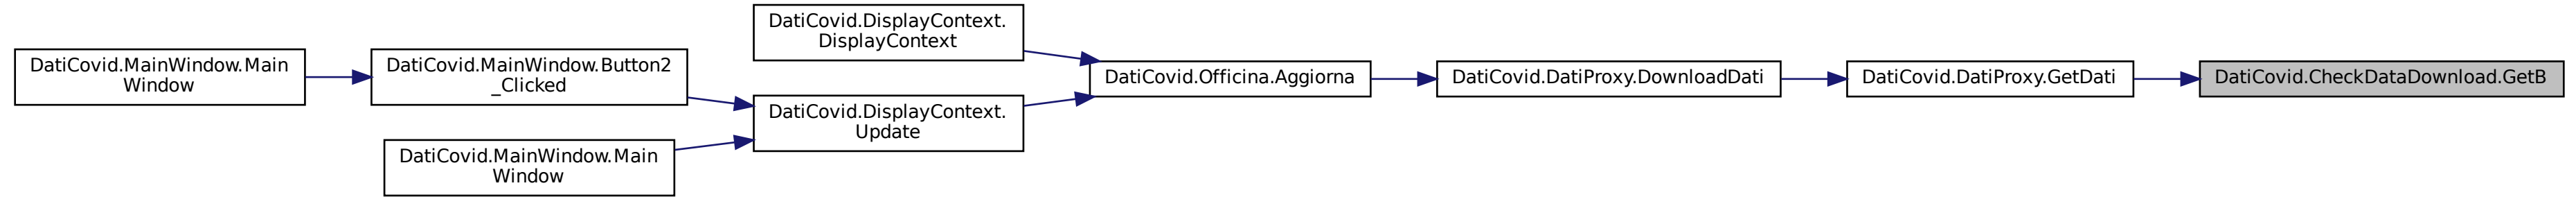 DatiCovid.MainWindow.Main
Window
DatiCovid.MainWindow.Button2
_Clicked
DatiCovid.MainWindow.Main
Window
DatiCovid.DisplayContext.
DisplayContext
DatiCovid.DisplayContext.
Update
DatiCovid.Officina.Aggiorna
DatiCovid.DatiProxy.DownloadDati
DatiCovid.DatiProxy.GetDati
DatiCovid.CheckDataDownload.GetB